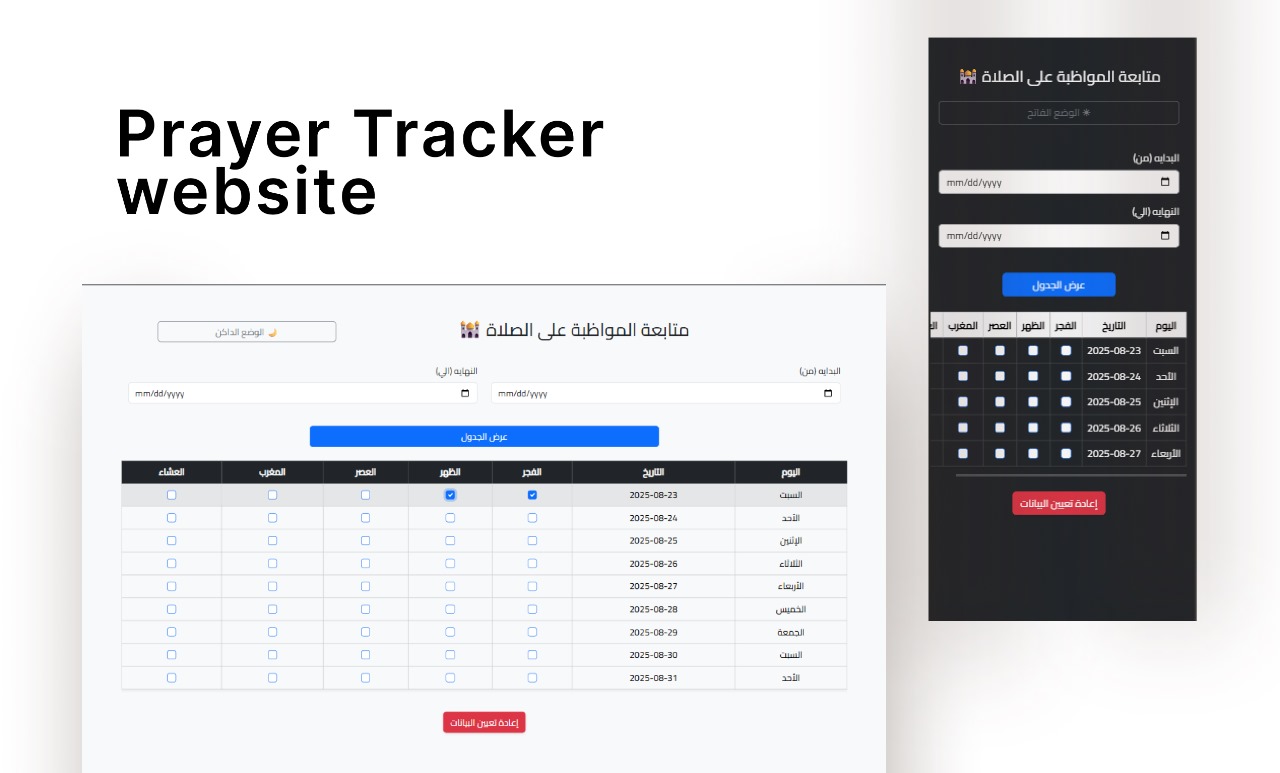 Prayer Tracker
website
متابعة المواظبة على الصلاة 🕌
🌙 الوضع الداكن
البدايه (من)
النهايه (الي)
mm/dd/yyyy
mm/dd/yyyy
عرض الجدول
اليوم التاريخ الفجر الظهر العصر المغرب العشاء
السبت 2025-08-23
الأحد 2025-08-24
الإثنين 2025-08-25
الثلاثاء 2025-08-26
الأربعاء 2025-08-27
الخميس 2025-08-28
الجمعة 2025-08-29
السبت 2025-08-30
الأحد 2025-08-31
إعادة تعيين البيانات
متابعة المواظبة على الصلاة 🕌
☀ الوضع الفاتح
البدايه (من)
mm/dd/yyyy
النهايه (الي)
mm/dd/yyyy
عرض الجدول
اليوم التاريخ الفجر الظهر العصر المغرب
السبت 2025-08-23
الأحد 2025-08-24
الإثنين 2025-08-25
الثلاثاء 2025-08-26
الأربعاء 2025-08-27
إعادة تعيين البيانات